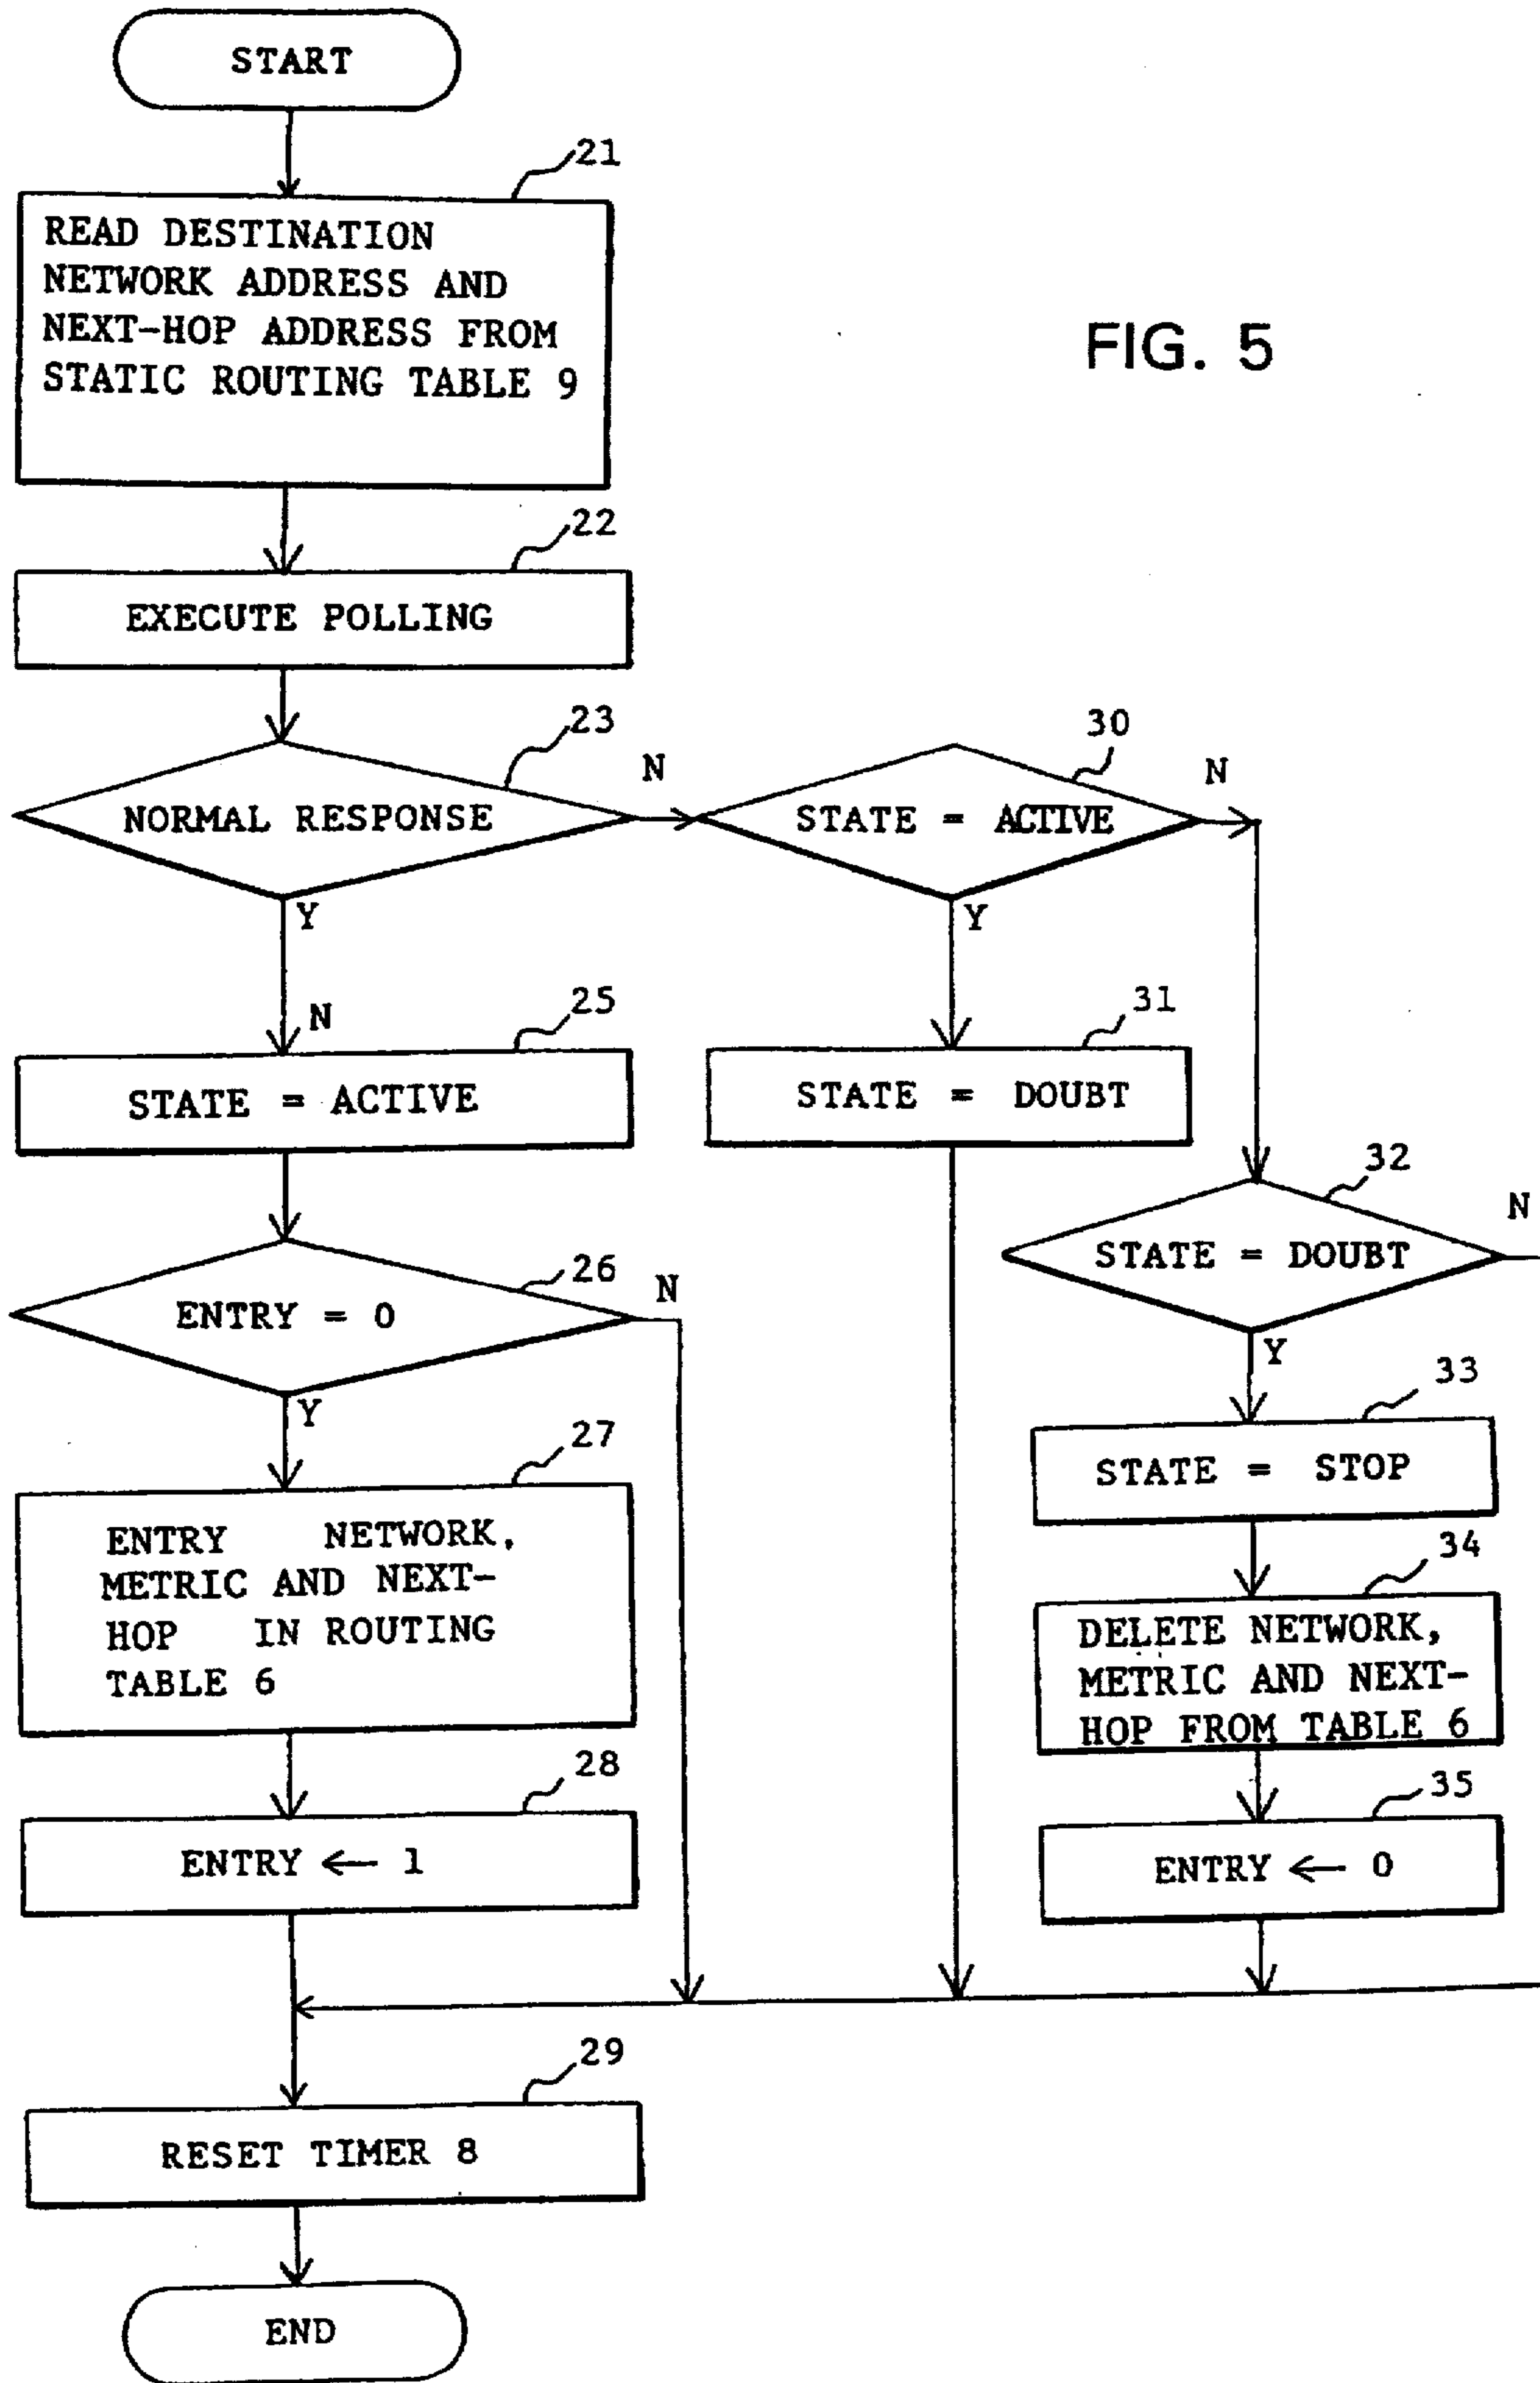 START
21
READ DESTINATION
NETWORK ADDRESS AND
NEXT-HOP ADDRESS FROM
STATIC ROUTING TABLE 9
FIG. 5
22
EXECUTE POLLING
23
NORMAL RESPONSE
N
Y
30
STATE = ACTIVE
N
Y
N
25
STATE = ACTIVE
31
STATE = DOUBT
32
STATE = DOUBT
N
Y
26
ENTRY = 0
N
Y
33
STATE = STOP
27
ENTRY NETWORK,
METRIC AND NEXT-
HOP IN ROUTING
TABLE 6
34
DELETE NETWORK,
METRIC AND NEXT-
HOP FROM TABLE 6
28
ENTRY ← 1
35
ENTRY ← 0
29
RESET TIMER 8
END